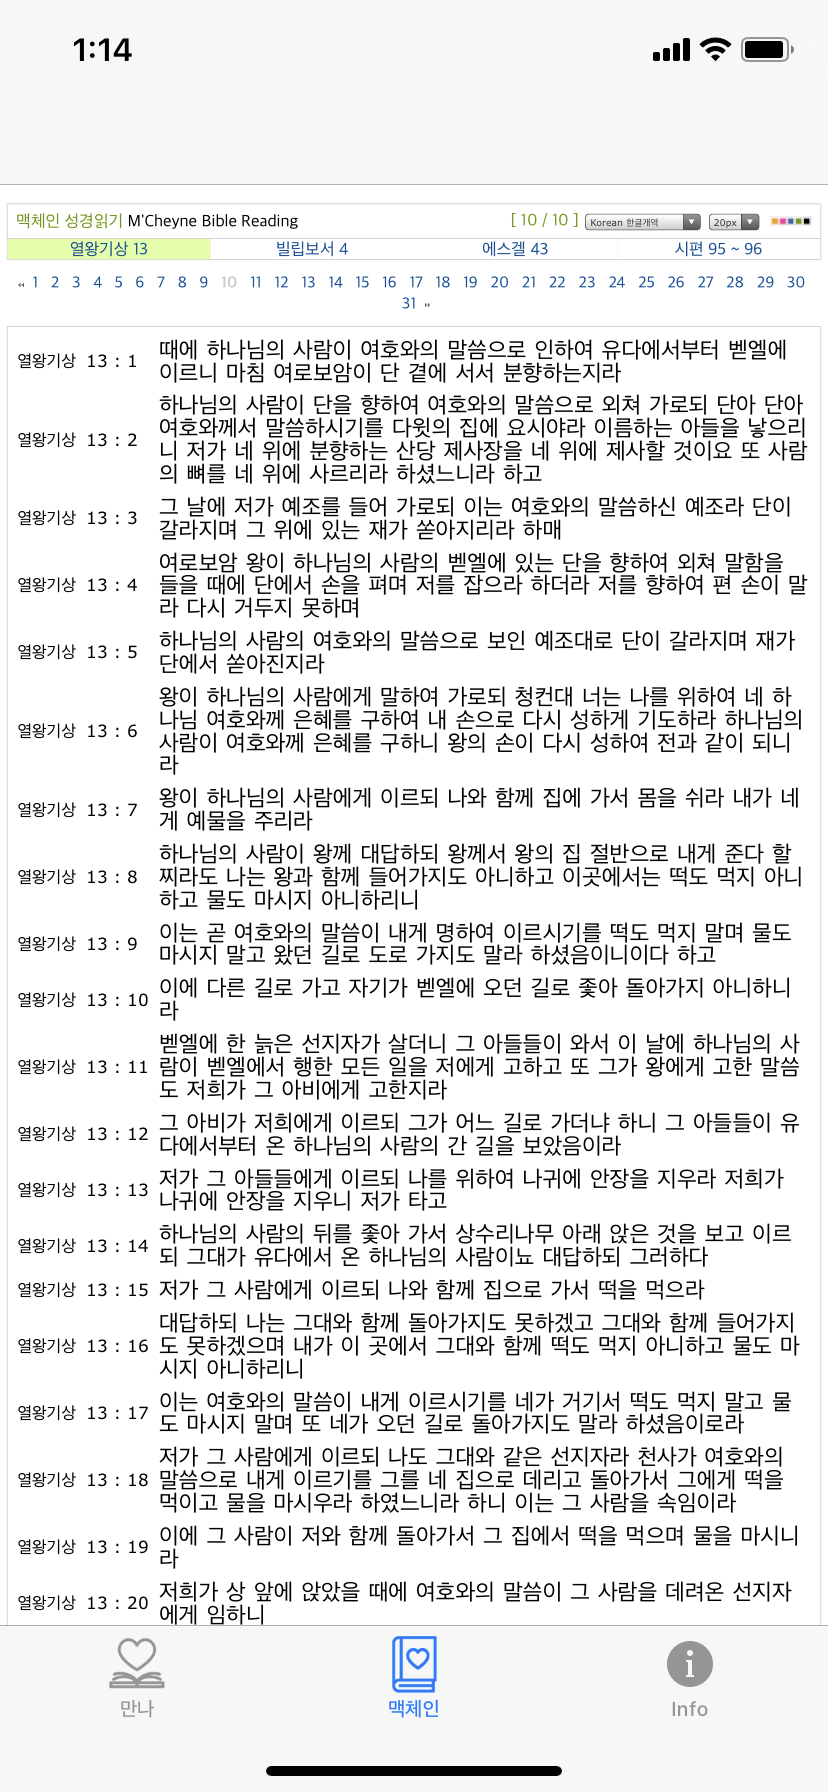 1:14
맥체인 성경읽기 M'Cheyne Bible Reading [ 10 / 10 ] Korean 한글개역 20px
열왕기상 13 빌립보서 4 에스겔 43 시편 95 ~ 96
« 1 2 3 4 5 6 7 8 9 10 11 12 13 14 15 16 17 18 19 20 21 22 23 24 25 26 27 28 29 30
31 »
열왕기상 13 : 1 때에 하나님의 사람이 여호와의 말씀으로 인하여 유다에서부터 벧엘에
이르니 마침 여로보암이 단 곁에 서서 분향하는지라
열왕기상 13 : 2 하나님의 사람이 단을 향하여 여호와의 말씀으로 외쳐 가로되 단아 단아
여호와께서 말씀하시기를 다윗의 집에 요시야라 이름하는 아들을 낳으리
니 저가 네 위에 분향하는 산당 제사장을 네 위에 제사할 것이요 또 사람
의 뼈를 네 위에 사르리라 하셨느니라 하고
열왕기상 13 : 3 그 날에 저가 예조를 들어 가로되 이는 여호와의 말씀하신 예조라 단이
갈라지며 그 위에 있는 재가 쏟아지리라 하매
열왕기상 13 : 4 여로보암 왕이 하나님의 사람의 벧엘에 있는 단을 향하여 외쳐 말함을
들을 때에 단에서 손을 펴며 저를 잡으라 하더라 저를 향하여 편 손이 말
라 다시 거두지 못하며
열왕기상 13 : 5 하나님의 사람의 여호와의 말씀으로 보인 예조대로 단이 갈라지며 재가
단에서 쏟아진지라
열왕기상 13 : 6 왕이 하나님의 사람에게 말하여 가로되 청컨대 너는 나를 위하여 네 하
나님 여호와께 은혜를 구하여 내 손으로 다시 성하게 기도하라 하나님의
사람이 여호와께 은혜를 구하니 왕의 손이 다시 성하여 전과 같이 되니
라
열왕기상 13 : 7 왕이 하나님의 사람에게 이르되 나와 함께 집에 가서 몸을 쉬라 내가 네
게 예물을 주리라
열왕기상 13 : 8 하나님의 사람이 왕께 대답하되 왕께서 왕의 집 절반으로 내게 준다 할
찌라도 나는 왕과 함께 들어가지도 아니하고 이곳에서는 떡도 먹지 아니
하고 물도 마시지 아니하리니
열왕기상 13 : 9 이는 곧 여호와의 말씀이 내게 명하여 이르시기를 떡도 먹지 말며 물도
마시지 말고 왔던 길로 도로 가지도 말라 하셨음이니이다 하고
열왕기상 13 : 10 이에 다른 길로 가고 자기가 벧엘에 오던 길로 좇아 돌아가지 아니하니
라
열왕기상 13 : 11 벧엘에 한 늙은 선지자가 살더니 그 아들들이 와서 이 날에 하나님의 사
람이 벧엘에서 행한 모든 일을 저에게 고하고 또 그가 왕에게 고한 말씀
도 저희가 그 아비에게 고한지라
열왕기상 13 : 12 그 아비가 저희에게 이르되 그가 어느 길로 가더냐 하니 그 아들들이 유
다에서부터 온 하나님의 사람의 간 길을 보았음이라
열왕기상 13 : 13 저가 그 아들들에게 이르되 나를 위하여 나귀에 안장을 지우라 저희가
나귀에 안장을 지우니 저가 타고
열왕기상 13 : 14 하나님의 사람의 뒤를 좇아 가서 상수리나무 아래 앉은 것을 보고 이르
되 그대가 유다에서 온 하나님의 사람이뇨 대답하되 그러하다
열왕기상 13 : 15 저가 그 사람에게 이르되 나와 함께 집으로 가서 떡을 먹으라
열왕기상 13 : 16 대답하되 나는 그대와 함께 돌아가지도 못하겠고 그대와 함께 들어가지
도 못하겠으며 내가 이 곳에서 그대와 함께 떡도 먹지 아니하고 물도 마
시지 아니하리니
열왕기상 13 : 17 이는 여호와의 말씀이 내게 이르시기를 네가 거기서 떡도 먹지 말고 물
도 마시지 말며 또 네가 오던 길로 돌아가지도 말라 하셨음이로라
열왕기상 13 : 18 저가 그 사람에게 이르되 나도 그대와 같은 선지자라 천사가 여호와의
말씀으로 내게 이르기를 그를 네 집으로 데리고 돌아가서 그에게 떡을
먹이고 물을 마시우라 하였느니라 하니 이는 그 사람을 속임이라
열왕기상 13 : 19 이에 그 사람이 저와 함께 돌아가서 그 집에서 떡을 먹으며 물을 마시니
라
열왕기상 13 : 20 저희가 상 앞에 앉았을 때에 여호와의 말씀이 그 사람을 데려온 선지자
에게 임하니
만나 맥체인 Info